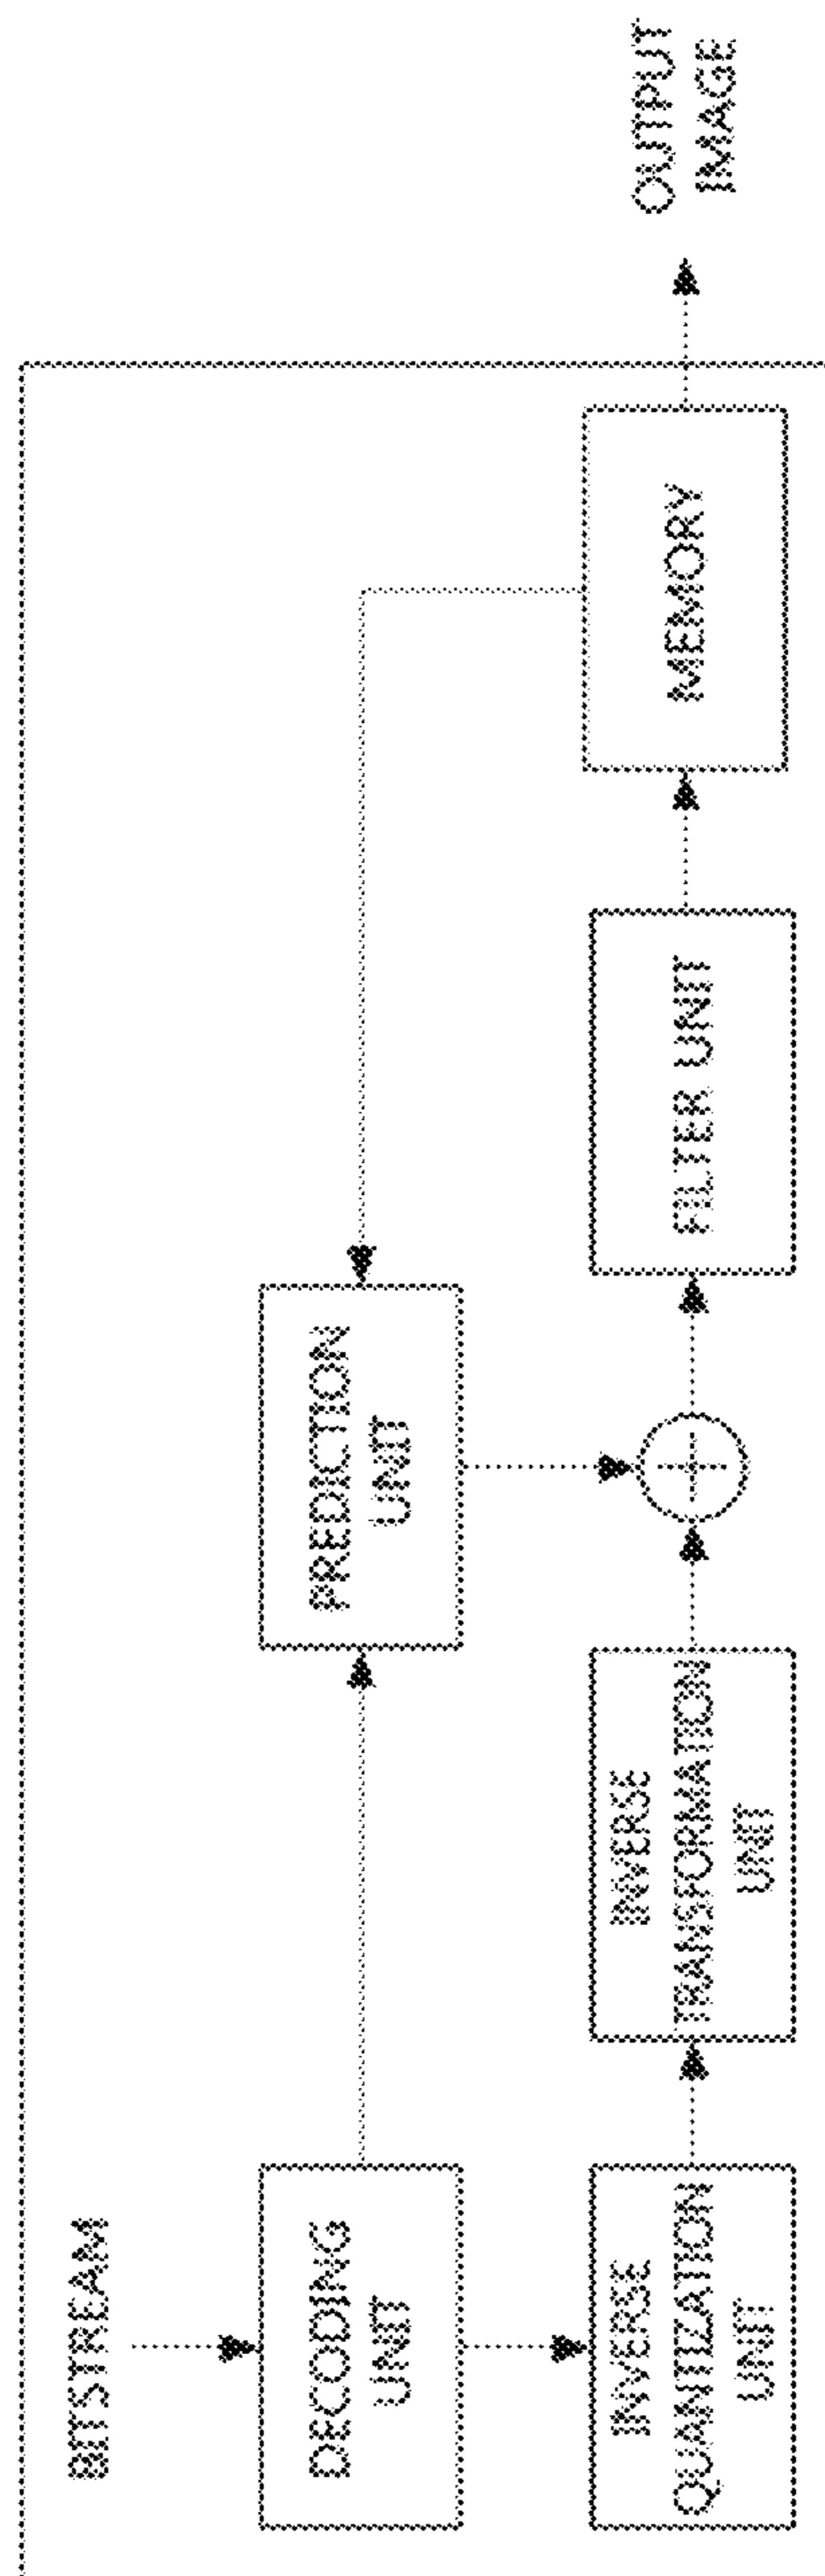 BITSTREAM
DECODING
UNIT
PREDICTION
UNIT
INVERSE
QUANTIZATION
UNIT
INVERSE
TRANSFORMATION
UNIT
FILTER UNIT
MEMORY
OUTPUT
IMAGE